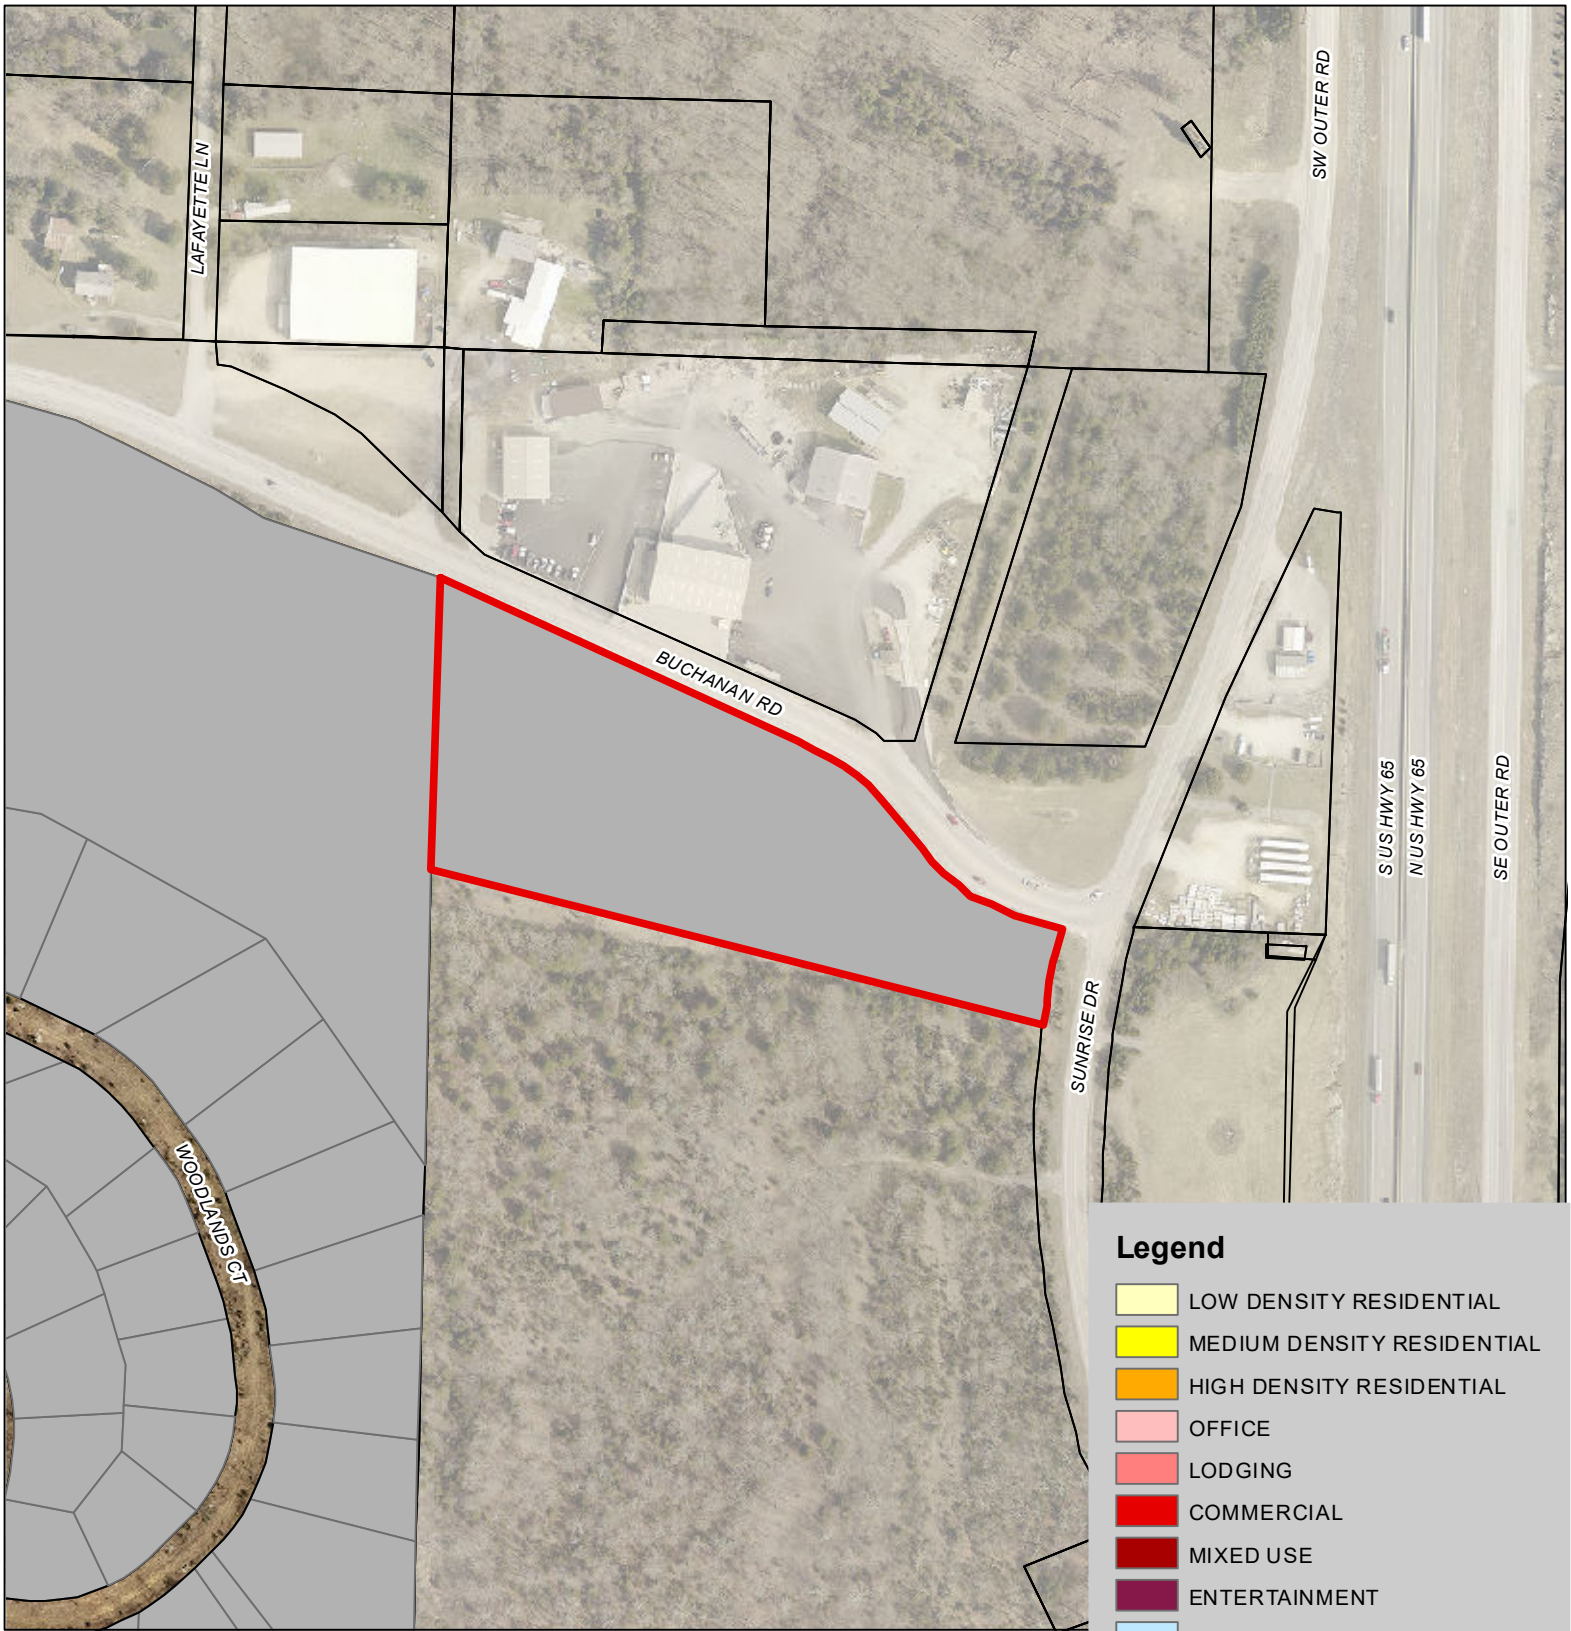 SW OUTER RD
LAFAYETTE LN
BUCHANAN RD
S US HWY 65
N US HWY 65
SE OUTER RD
SUNRISE DR
WOODLANDS CT
Legend
LOW DENSITY RESIDENTIAL
MEDIUM DENSITY RESIDENTIAL
HIGH DENSITY RESIDENTIAL
OFFICE
LODGING
COMMERCIAL
MIXED USE
ENTERTAINMENT